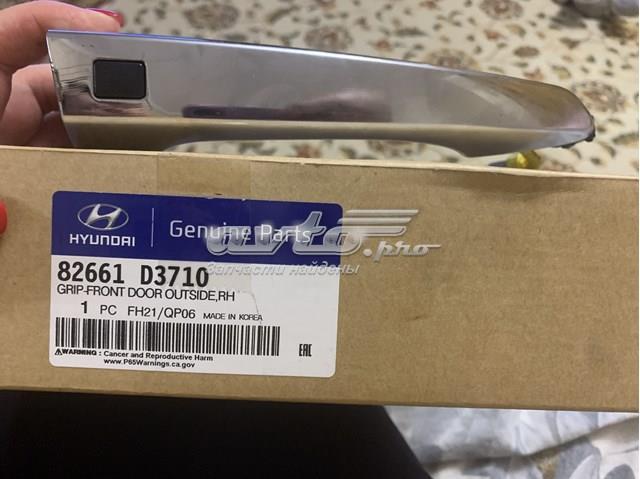 HYUNDAI
Genuine Parts
avto.pro
Запчасти найдены
82661 D3710
GRIP-FRONT DOOR OUTSIDE,RH
1 PC FH21/QP06 MADE IN KOREA
EAC
WARNING : Cancer and Reproductive Harm
www.P65Warnings.ca.gov